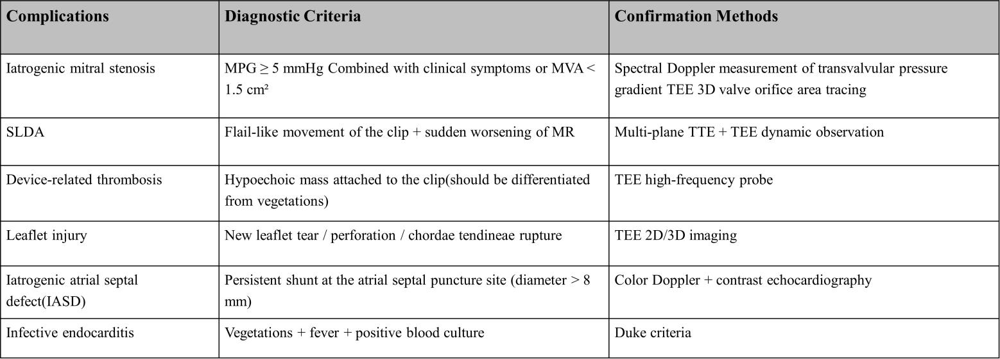 Complications
Diagnostic Criteria
Confirmation Methods
Iatrogenic mitral stenosis
MPG ≥ 5 mmHg Combined with clinical symptoms or MVA <
1.5 cm²
Spectral Doppler measurement of transvalvular pressure
gradient TEE 3D valve orifice area tracing
SLDA
Flail-like movement of the clip + sudden worsening of MR
Multi-plane TTE + TEE dynamic observation
Device-related thrombosis
Hypoechoic mass attached to the clip(should be differentiated
from vegetations)
TEE high-frequency probe
Leaflet injury
New leaflet tear / perforation / chordae tendineae rupture
TEE 2D/3D imaging
Iatrogenic atrial septal
defect(IASD)
Persistent shunt at the atrial septal puncture site (diameter > 8
mm)
Color Doppler + contrast echocardiography
Infective endocarditis
Vegetations + fever + positive blood culture
Duke criteria